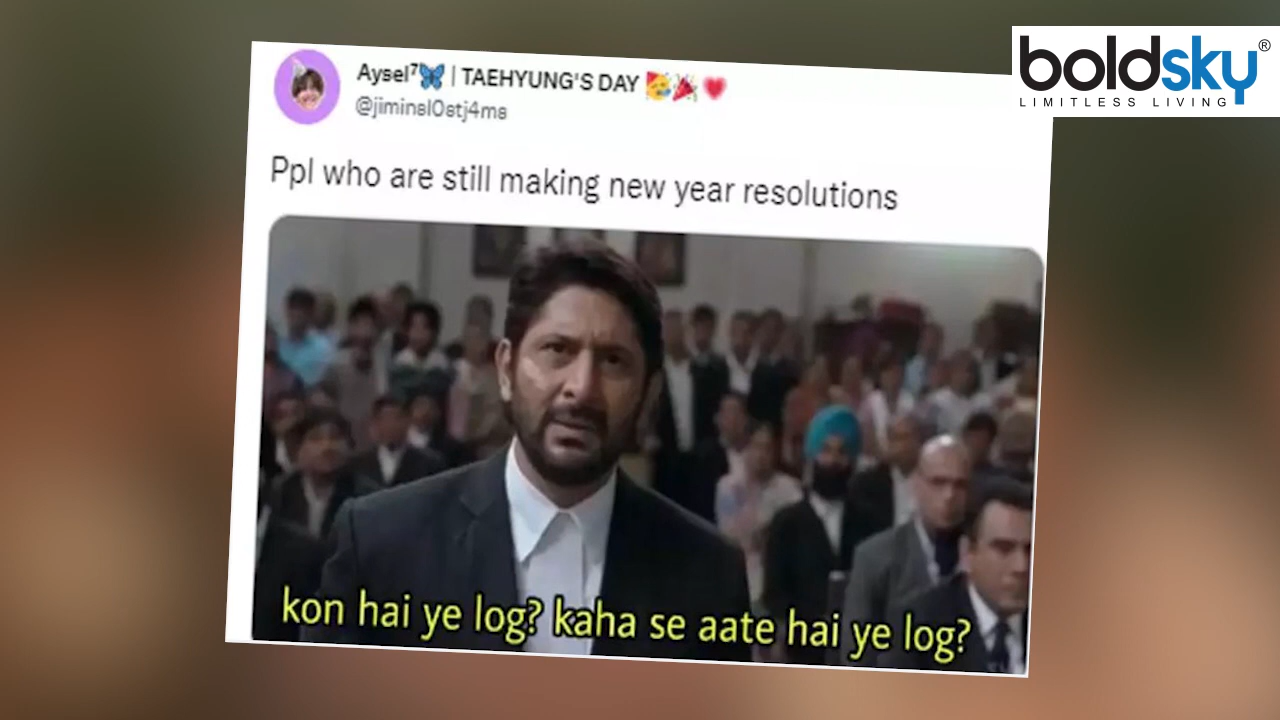 boldsky®
LIMITLESS LIVING
Aysel⁷🦋 | TAEHYUNG'S DAY 🥳🎉💗
@jiminsl0stj4ms
Ppl who are still making new year resolutions
kon hai ye log? kaha se aate hai ye log?